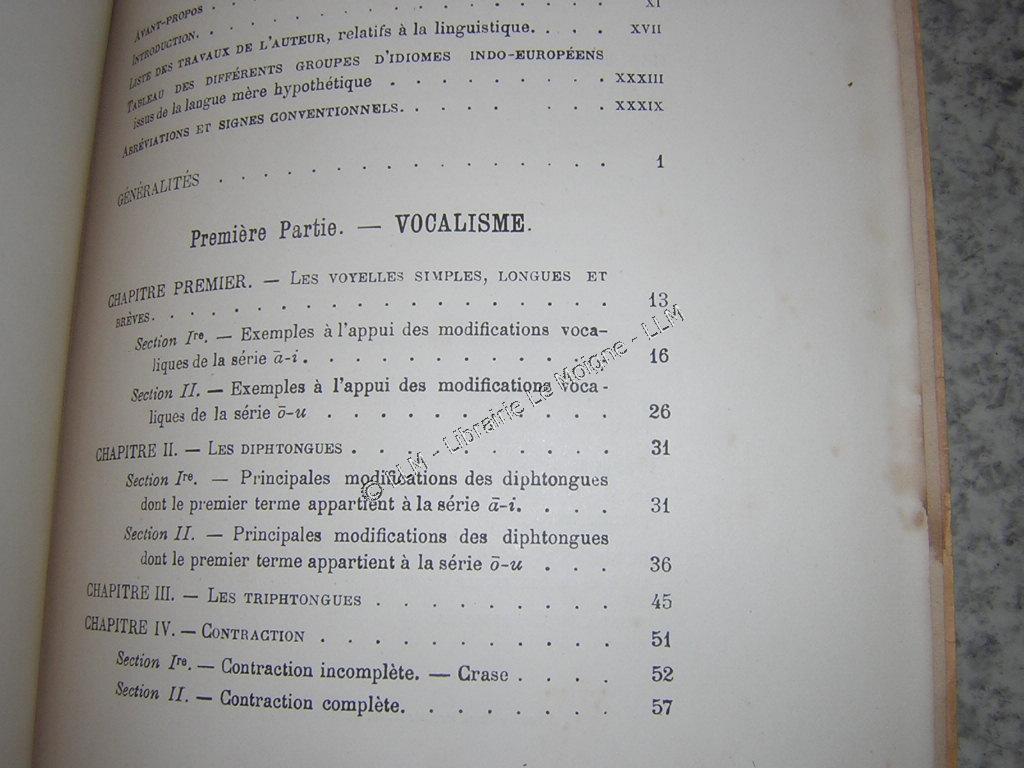 AVANT-PROPOS . XI
INTRODUCTION. . . . . . . . . . . . . XVII
LISTE DES TRAVAUX DE L'AUTEUR, relatifs à la linguistique. . . .
TABLEAU DES DIFFÉRENTS GROUPES D'IDIOMES INDO-EUROPÉENS
issus de la langue mère hypothétique . . . . . . . . XXXIII
ABRÉVIATIONS ET SIGNES CONVENTIONNELS. . . . . . . XXXIX
GÉNÉRALITÉS . . . . . . . . . . . . . 1
Première Partie. — VOCALISME.
CHAPITRE PREMIER. — LES VOYELLES SIMPLES, LONGUES ET
BRÈVES. . . . . . . . . . . . . . . 13
Section Ire. — Exemples à l'appui des modifications voca-
liques de la série ā-i. . . . . . . . . . . 16
Section II. — Exemples à l'appui des modifications voca-
liques de la série ō-u . . . . . . . . . . 26
CHAPITRE II. — LES DIPHTONGUES . . . . . . . . . 31
Section Ire. — Principales modifications des diphtongues
dont le premier terme appartient à la série ā-i. . . . 31
Section II. — Principales modifications des diphtongues
dont le premier terme appartient à la série ō-u . . . 36
CHAPITRE III. — LES TRIPHTONGUES . . . . . . . . . 45
CHAPITRE IV. — CONTRACTION . . . . . . . . . . . 51
Section Ire. — Contraction incomplète. — Crase . . . . 52
Section II. — Contraction complète. . . . . . . . 57
© LLM - Librairie Le Moigne - LLM